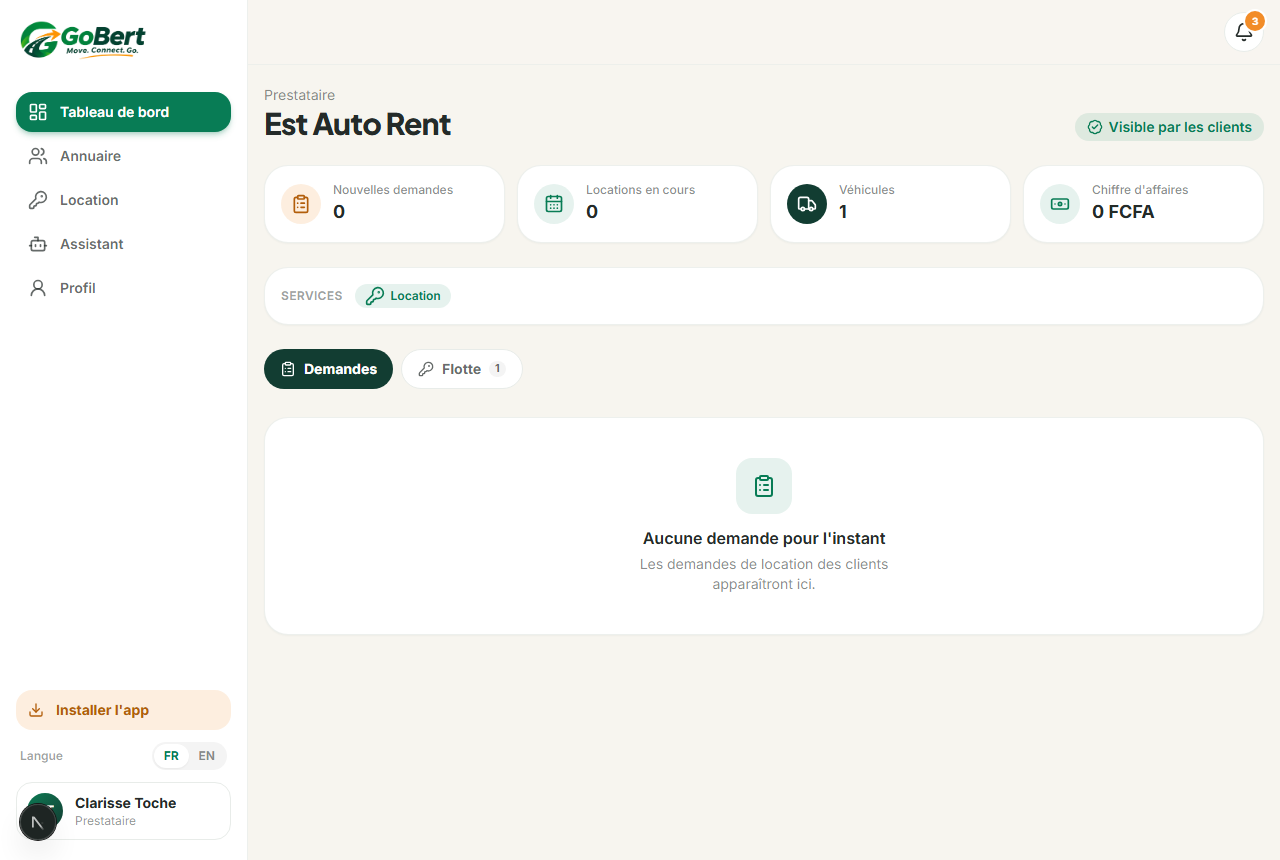 GoBert
Move. Connect. Go.
3
Tableau de bord
Annuaire
Location
Assistant
Profil
Prestataire
Est Auto Rent
Visible par les clients
Nouvelles demandes
0
Locations en cours
0
Véhicules
1
Chiffre d'affaires
0 FCFA
SERVICES
Location
Demandes
Flotte 1
Aucune demande pour l'instant
Les demandes de location des clients
apparaîtront ici.
Installer l'app
Langue
FR EN
Clarisse Toche
Prestataire
N